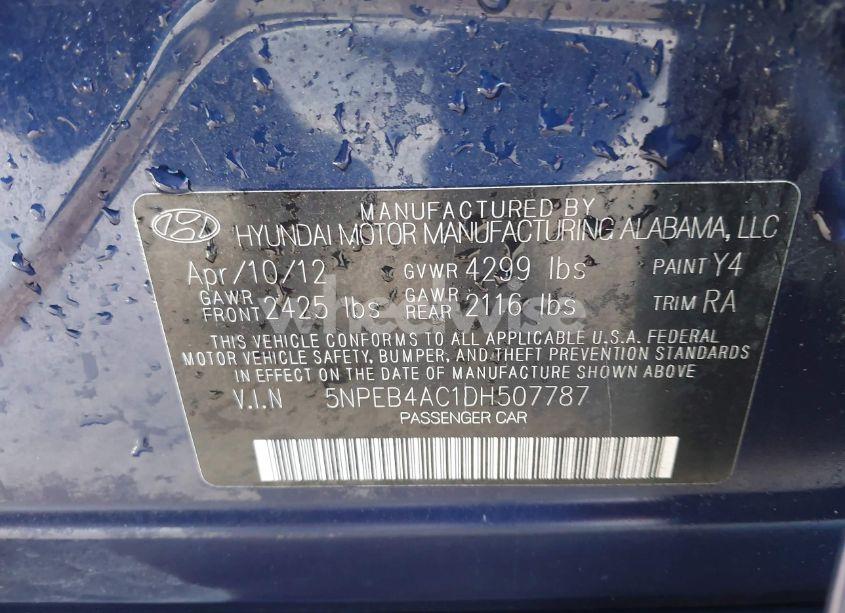 MANUFACTURED BY
HYUNDAI MOTOR MANUFACTURING ALABAMA, LLC
Apr/10/12 GVWR 4299 lbs PAINT Y4
GAWR FRONT 2425 lbs GAWR REAR 2116 lbs TRIM RA
THIS VEHICLE CONFORMS TO ALL APPLICABLE U.S.A. FEDERAL
MOTOR VEHICLE SAFETY, BUMPER, AND THEFT PREVENTION STANDARDS
IN EFFECT ON THE DATE OF MANUFACTURE SHOWN ABOVE
V.I.N 5NPEB4AC1DH507787
PASSENGER CAR
wheelwise